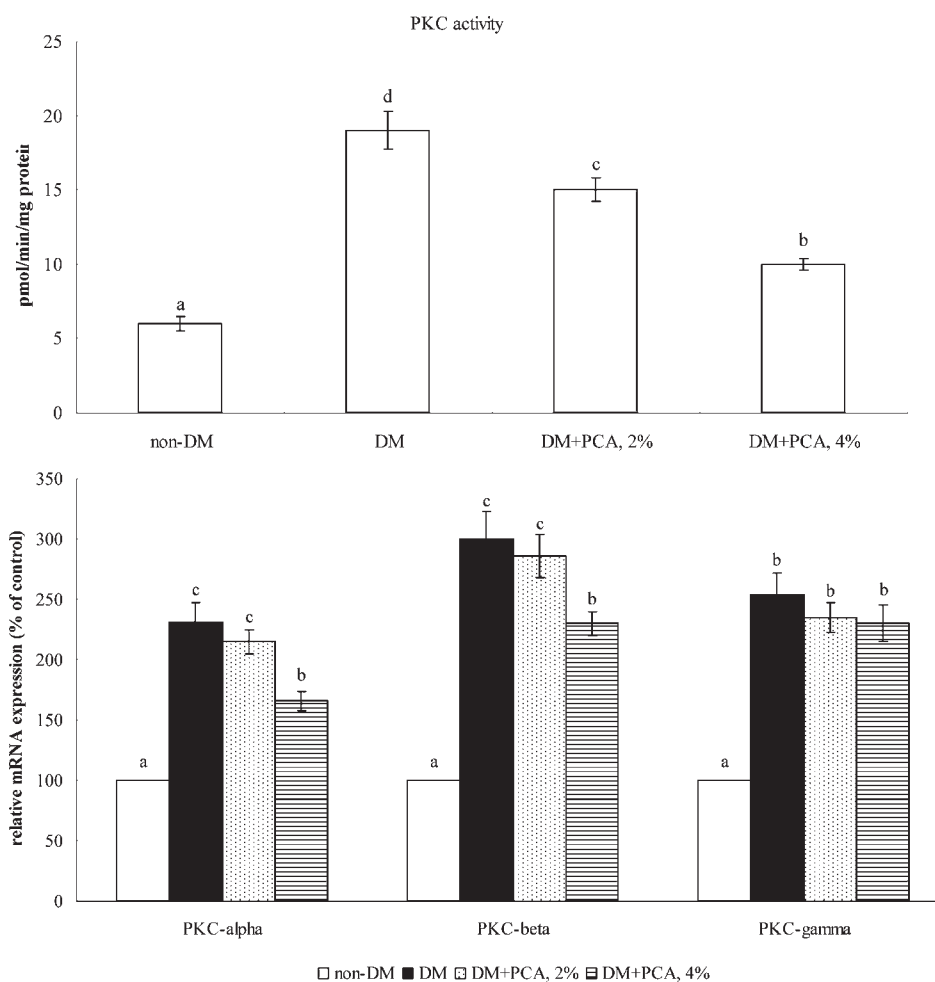 PKC activity
25
20
15
10
5
0
pmol/min/mg protein
a
d
c
b
non-DM DM DM+PCA, 2% DM+PCA, 4%
350
300
250
200
150
100
50
0
relative mRNA expression (% of control)
a c c b
a c c b
a b b b
PKC-alpha PKC-beta PKC-gamma
non-DM DM DM+PCA, 2% DM+PCA, 4%